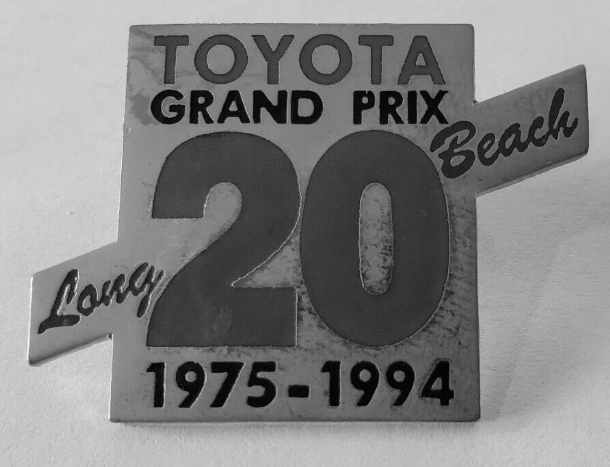 TOYOTA
GRAND PRIX
Long Beach
20
1975-1994